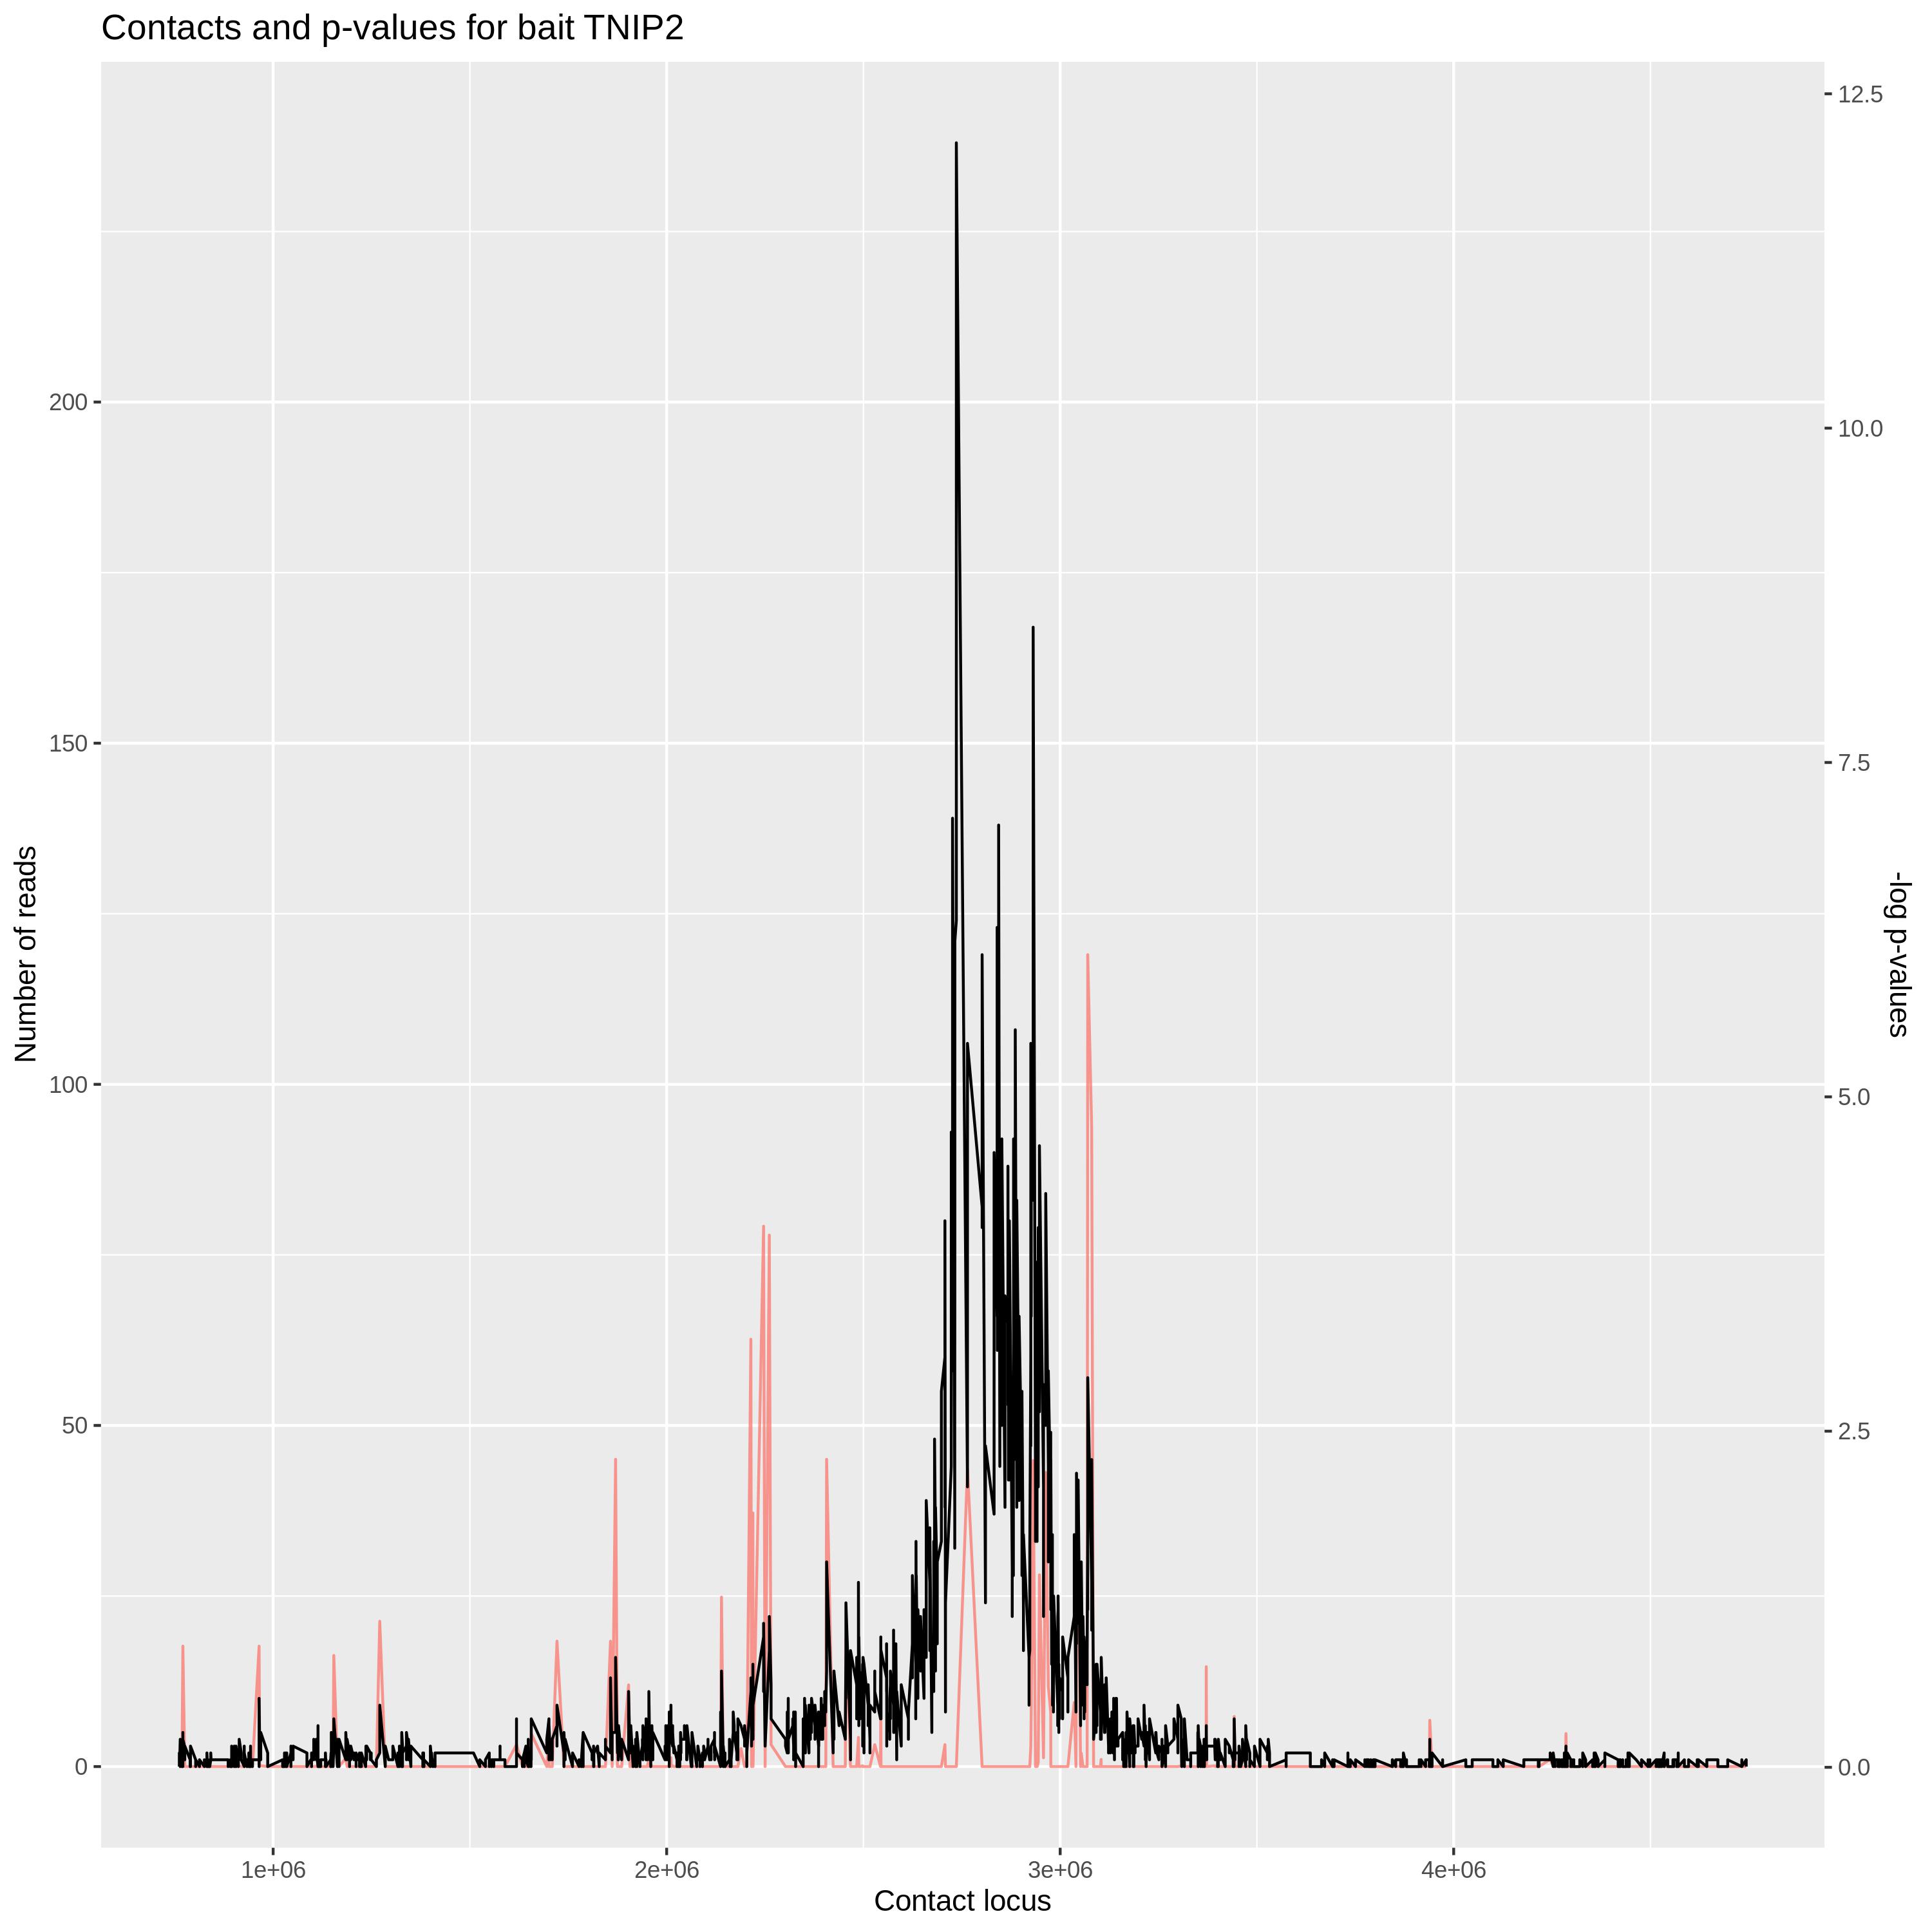 Contacts and p-values for bait TNIP2
12.5
10.0
7.5
5.0
2.5
0.0
200
150
100
50
0
Number of reads
-log p-values
1e+06
2e+06
3e+06
4e+06
Contact locus